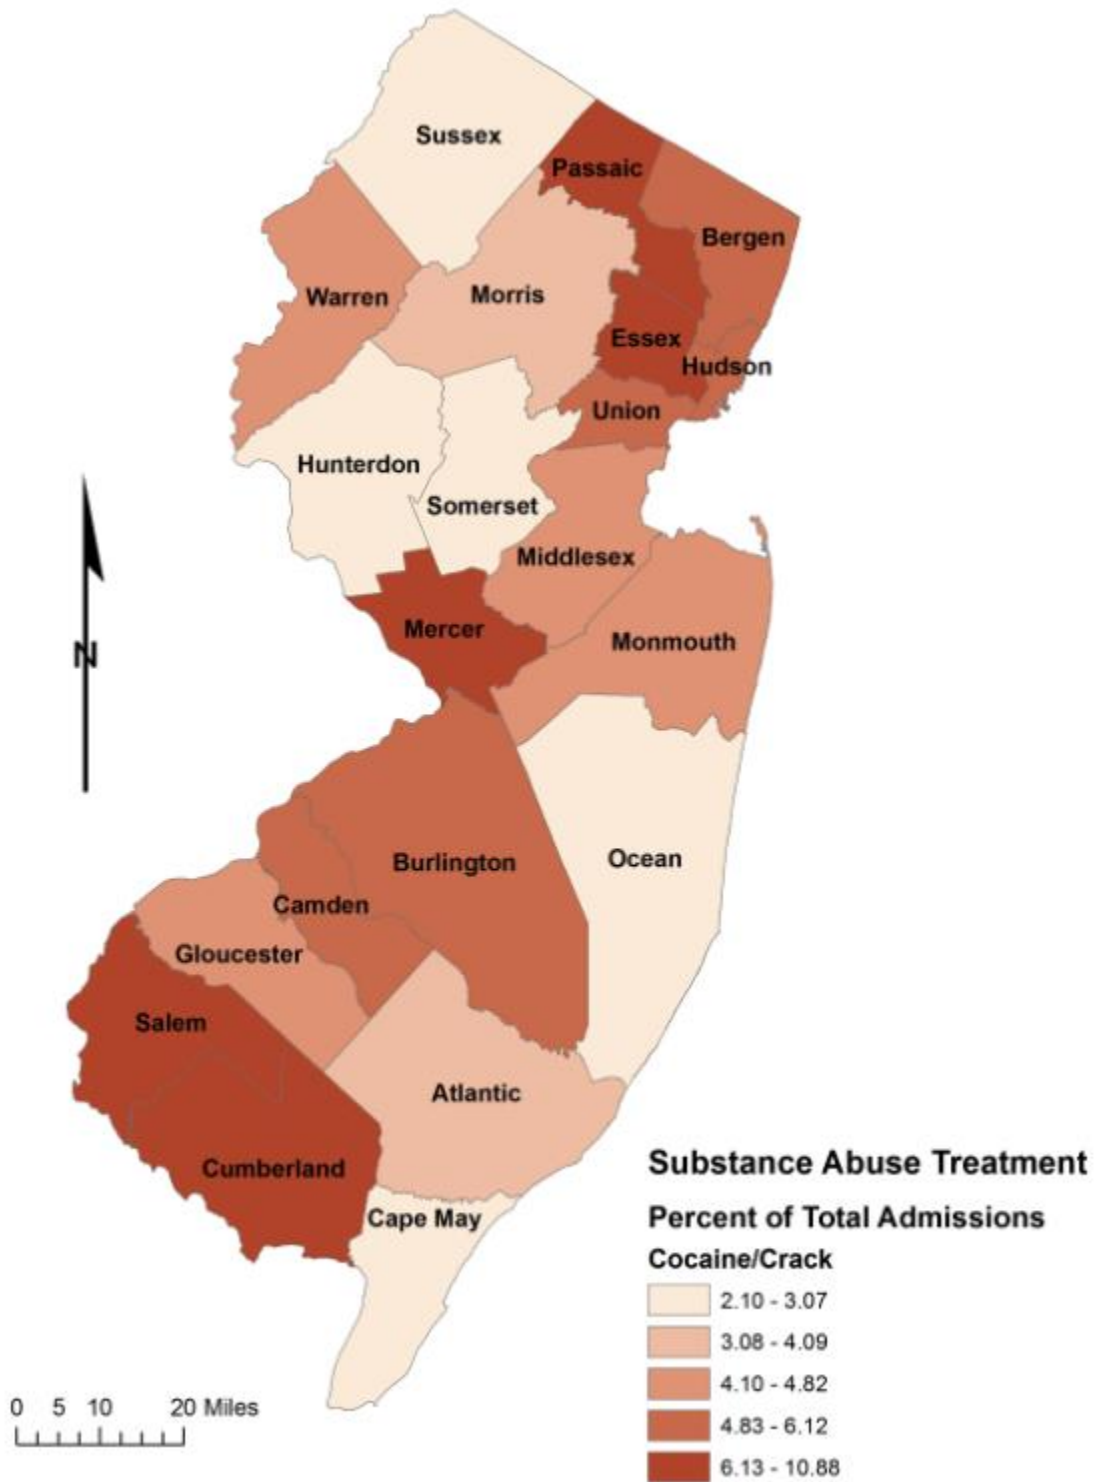 Sussex
Passaic
Bergen
Warren
Morris
Essex
Hudson
Union
Hunterdon
Somerset
Middlesex
Mercer
Monmouth
N
Burlington
Ocean
Camden
Gloucester
Salem
Atlantic
Cumberland
Cape May
Substance Abuse Treatment
Percent of Total Admissions
Cocaine/Crack
2.10 - 3.07
3.08 - 4.09
4.10 - 4.82
4.83 - 6.12
6.13 - 10.88
0 5 10 20 Miles